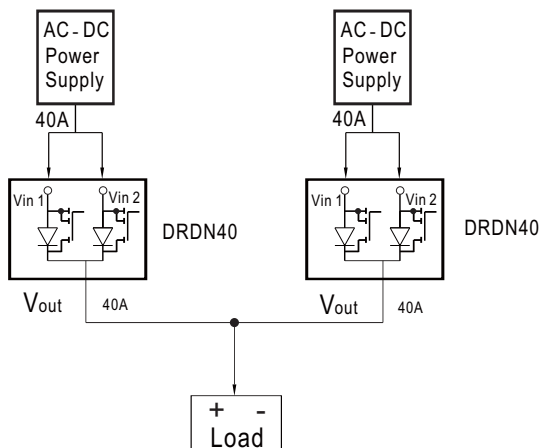 AC - DC
Power
Supply
AC - DC
Power
Supply
40A
40A
Vin 1
Vin 2
DRDN40
Vin 1
Vin 2
DRDN40
Vout
40A
Vout
40A
+ -
Load